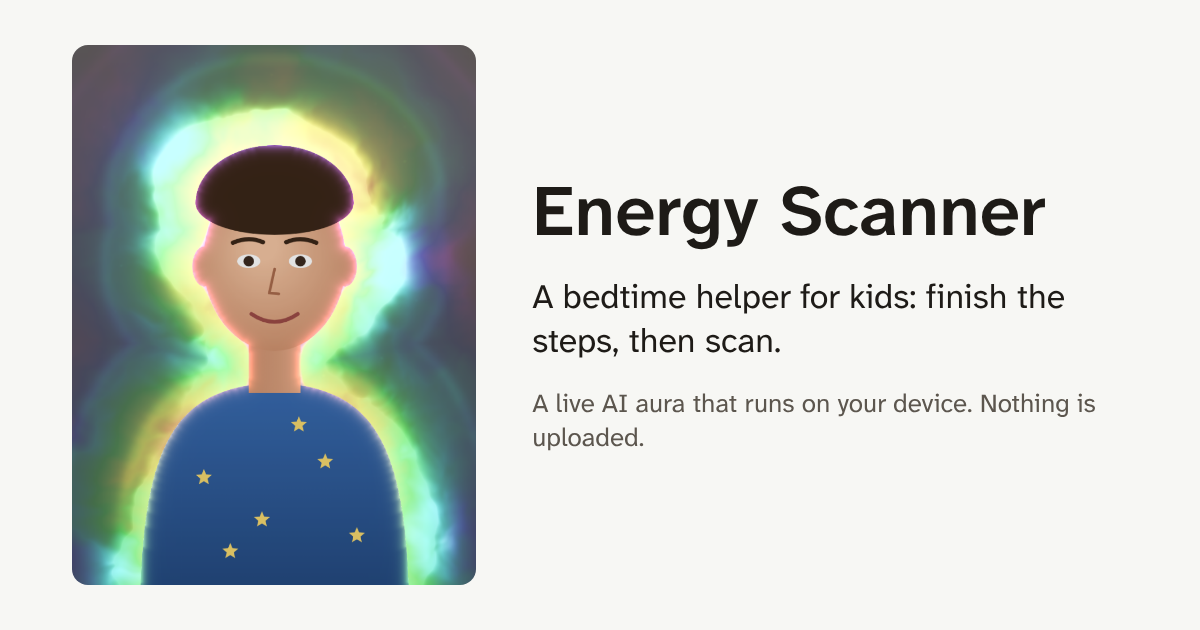 Energy Scanner
A bedtime helper for kids: finish the
steps, then scan.
A live AI aura that runs on your device. Nothing is
uploaded.